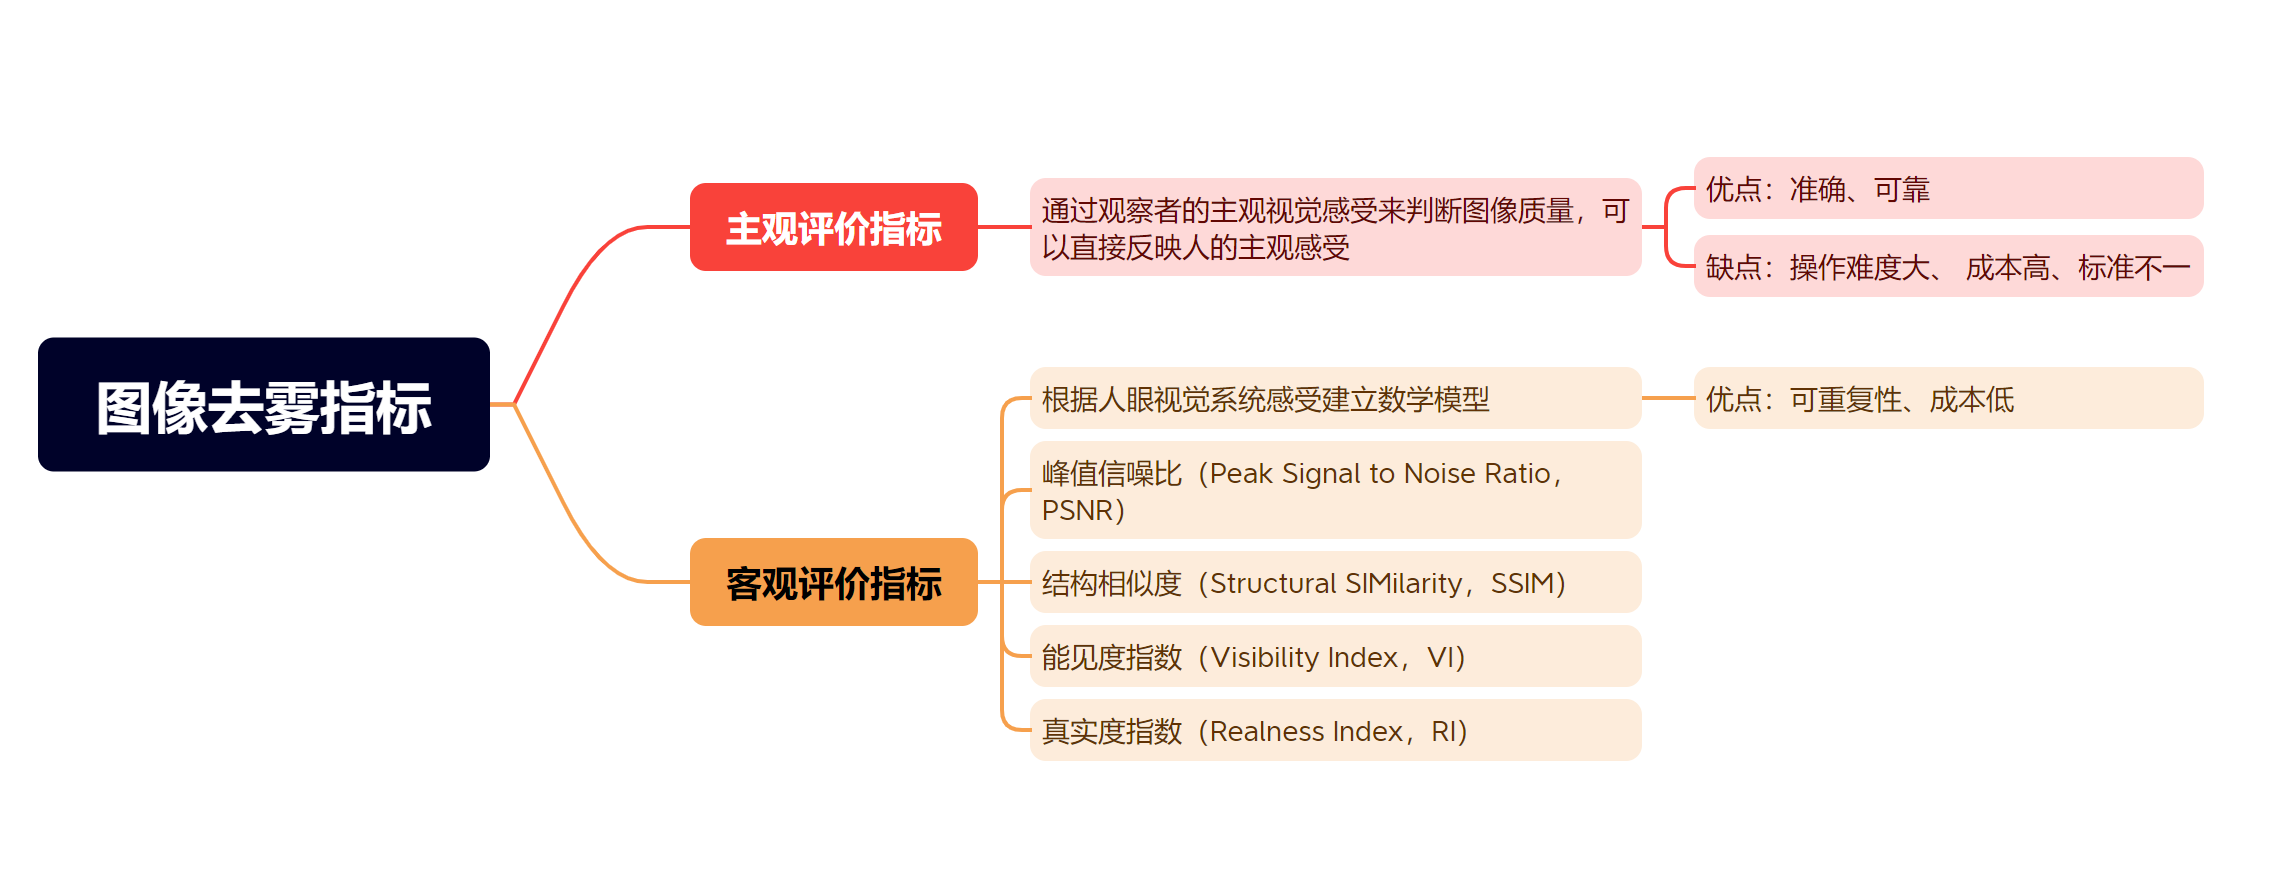 图像去雾指标
主观评价指标
通过观察者的主观视觉感受来判断图像质量，可
以直接反映人的主观感受
优点：准确、可靠
缺点：操作难度大、 成本高、标准不一
客观评价指标
根据人眼视觉系统感受建立数学模型
优点：可重复性、成本低
峰值信噪比（Peak Signal to Noise Ratio，
PSNR）
结构相似度（Structural SIMilarity，SSIM）
能见度指数（Visibility Index，VI）
真实度指数（Realness Index，RI）